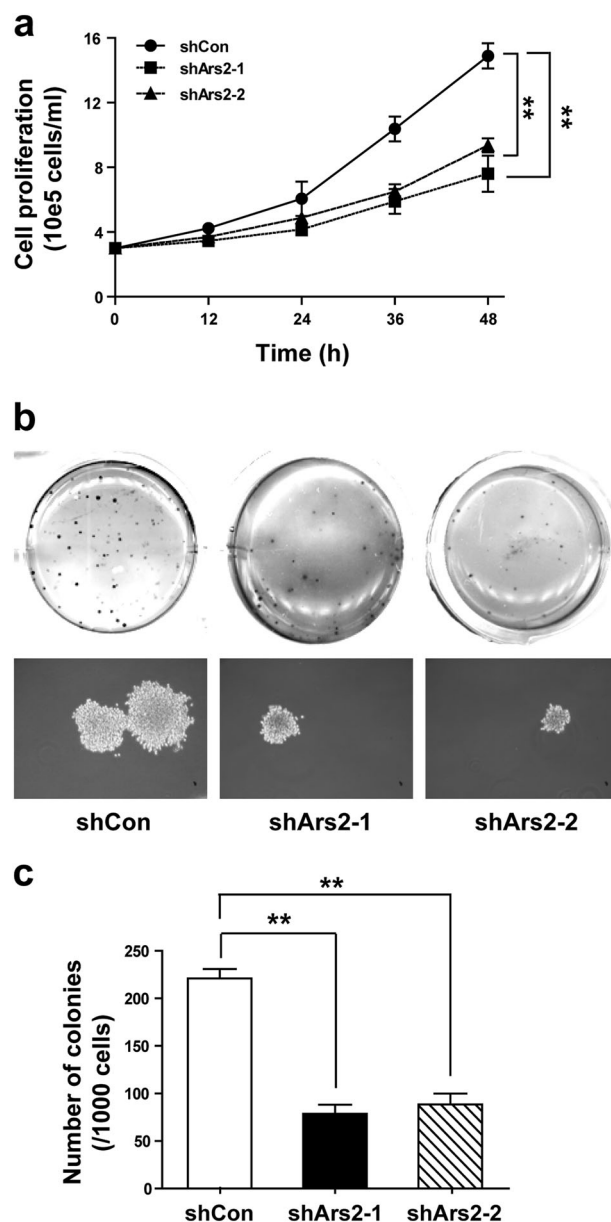 a
shCon
shArs2-1
shArs2-2
Cell proliferation
(10e5 cells/ml)
16
12
8
4
0
0 12 24 36 48
Time (h)
**
**
b
shCon shArs2-1 shArs2-2
c
**
**
Number of colonies
(/1000 cells)
250
200
150
100
50
0
shCon shArs2-1 shArs2-2